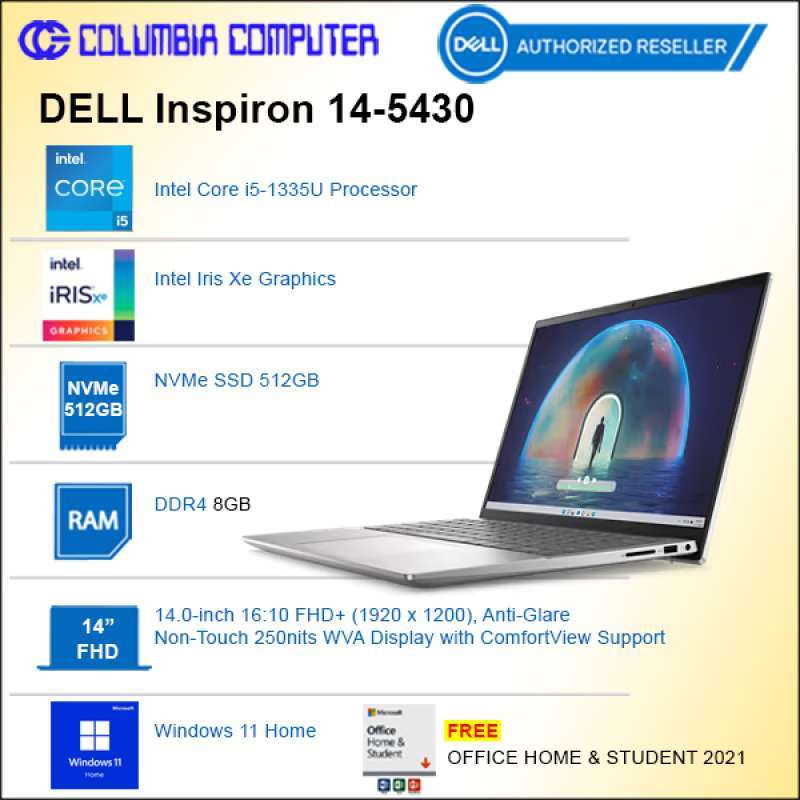 COLUMBIA COMPUTER
DELL AUTHORIZED RESELLER
DELL Inspiron 14-5430
intel.
CORE
i5
Intel Core i5-1335U Processor
intel.
iRISxe
GRAPHICS
Intel Iris Xe Graphics
NVMe
512GB
NVMe SSD 512GB
RAM
DDR4 8GB
14”
FHD
14.0-inch 16:10 FHD+ (1920 x 1200), Anti-Glare
Non-Touch 250nits WVA Display with ComfortView Support
Microsoft
Windows 11
Home
Windows 11 Home
Microsoft
Office
Home &
Student
FREE
OFFICE HOME & STUDENT 2021